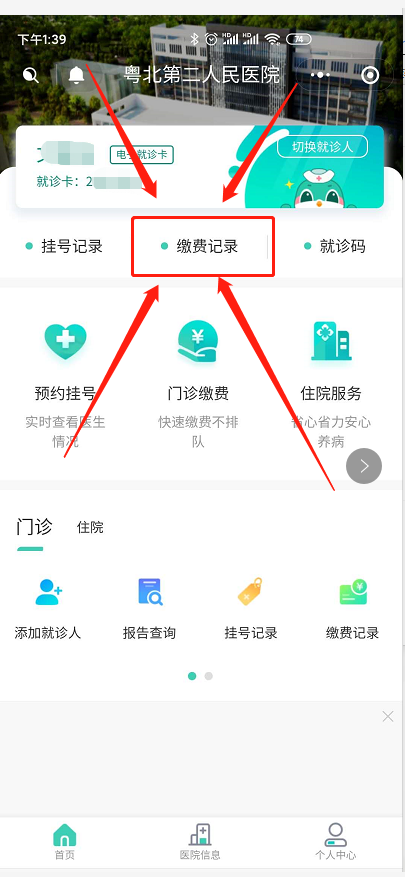 下午1:39
HD HD 74
粤北第二人民医院
电子就诊卡
切换就诊人
就诊卡：2
挂号记录 缴费记录 就诊码
预约挂号 门诊缴费 住院服务
实时查看医生 快速缴费不排 省心省力安心
情况 队 养病
门诊 住院
添加就诊人 报告查询 挂号记录 缴费记录
首页 医院信息 个人中心